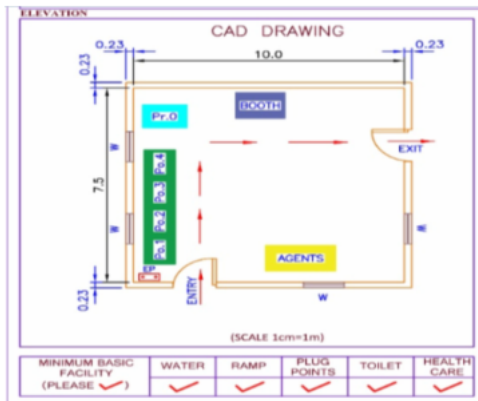 ELEVATION
CAD DRAWING
0.23
10.0
0.23
0.23
Pr.O
BOOTH
EXIT
7.5
W
Po.4
Po.3
Po.2
Po.1
W
W
EP
AGENTS
ENTRY
W
0.23
(SCALE 1cm=1m)
MINIMUM BASIC FACILITY (PLEASE ✓)
WATER
RAMP
PLUG POINTS
TOILET
HEALTH CARE
✓ ✓ ✓ ✓ ✓